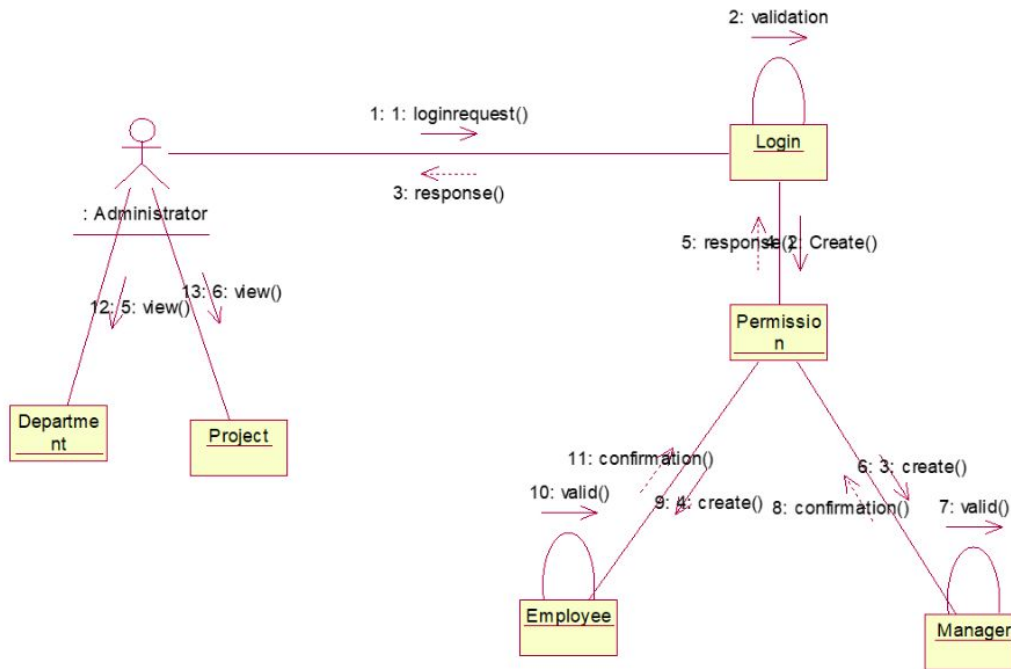 2: validation
1: 1: loginrequest()
Login
3: response()
: Administrator
5: response()
4: 2: Create()
12: 5: view()
13: 6: view()
Permissio
n
Departme
nt
Project
11: confirmation()
6: 3: create()
10: valid()
9: 4: create()
8: confirmation()
7: valid()
Employee
Manager